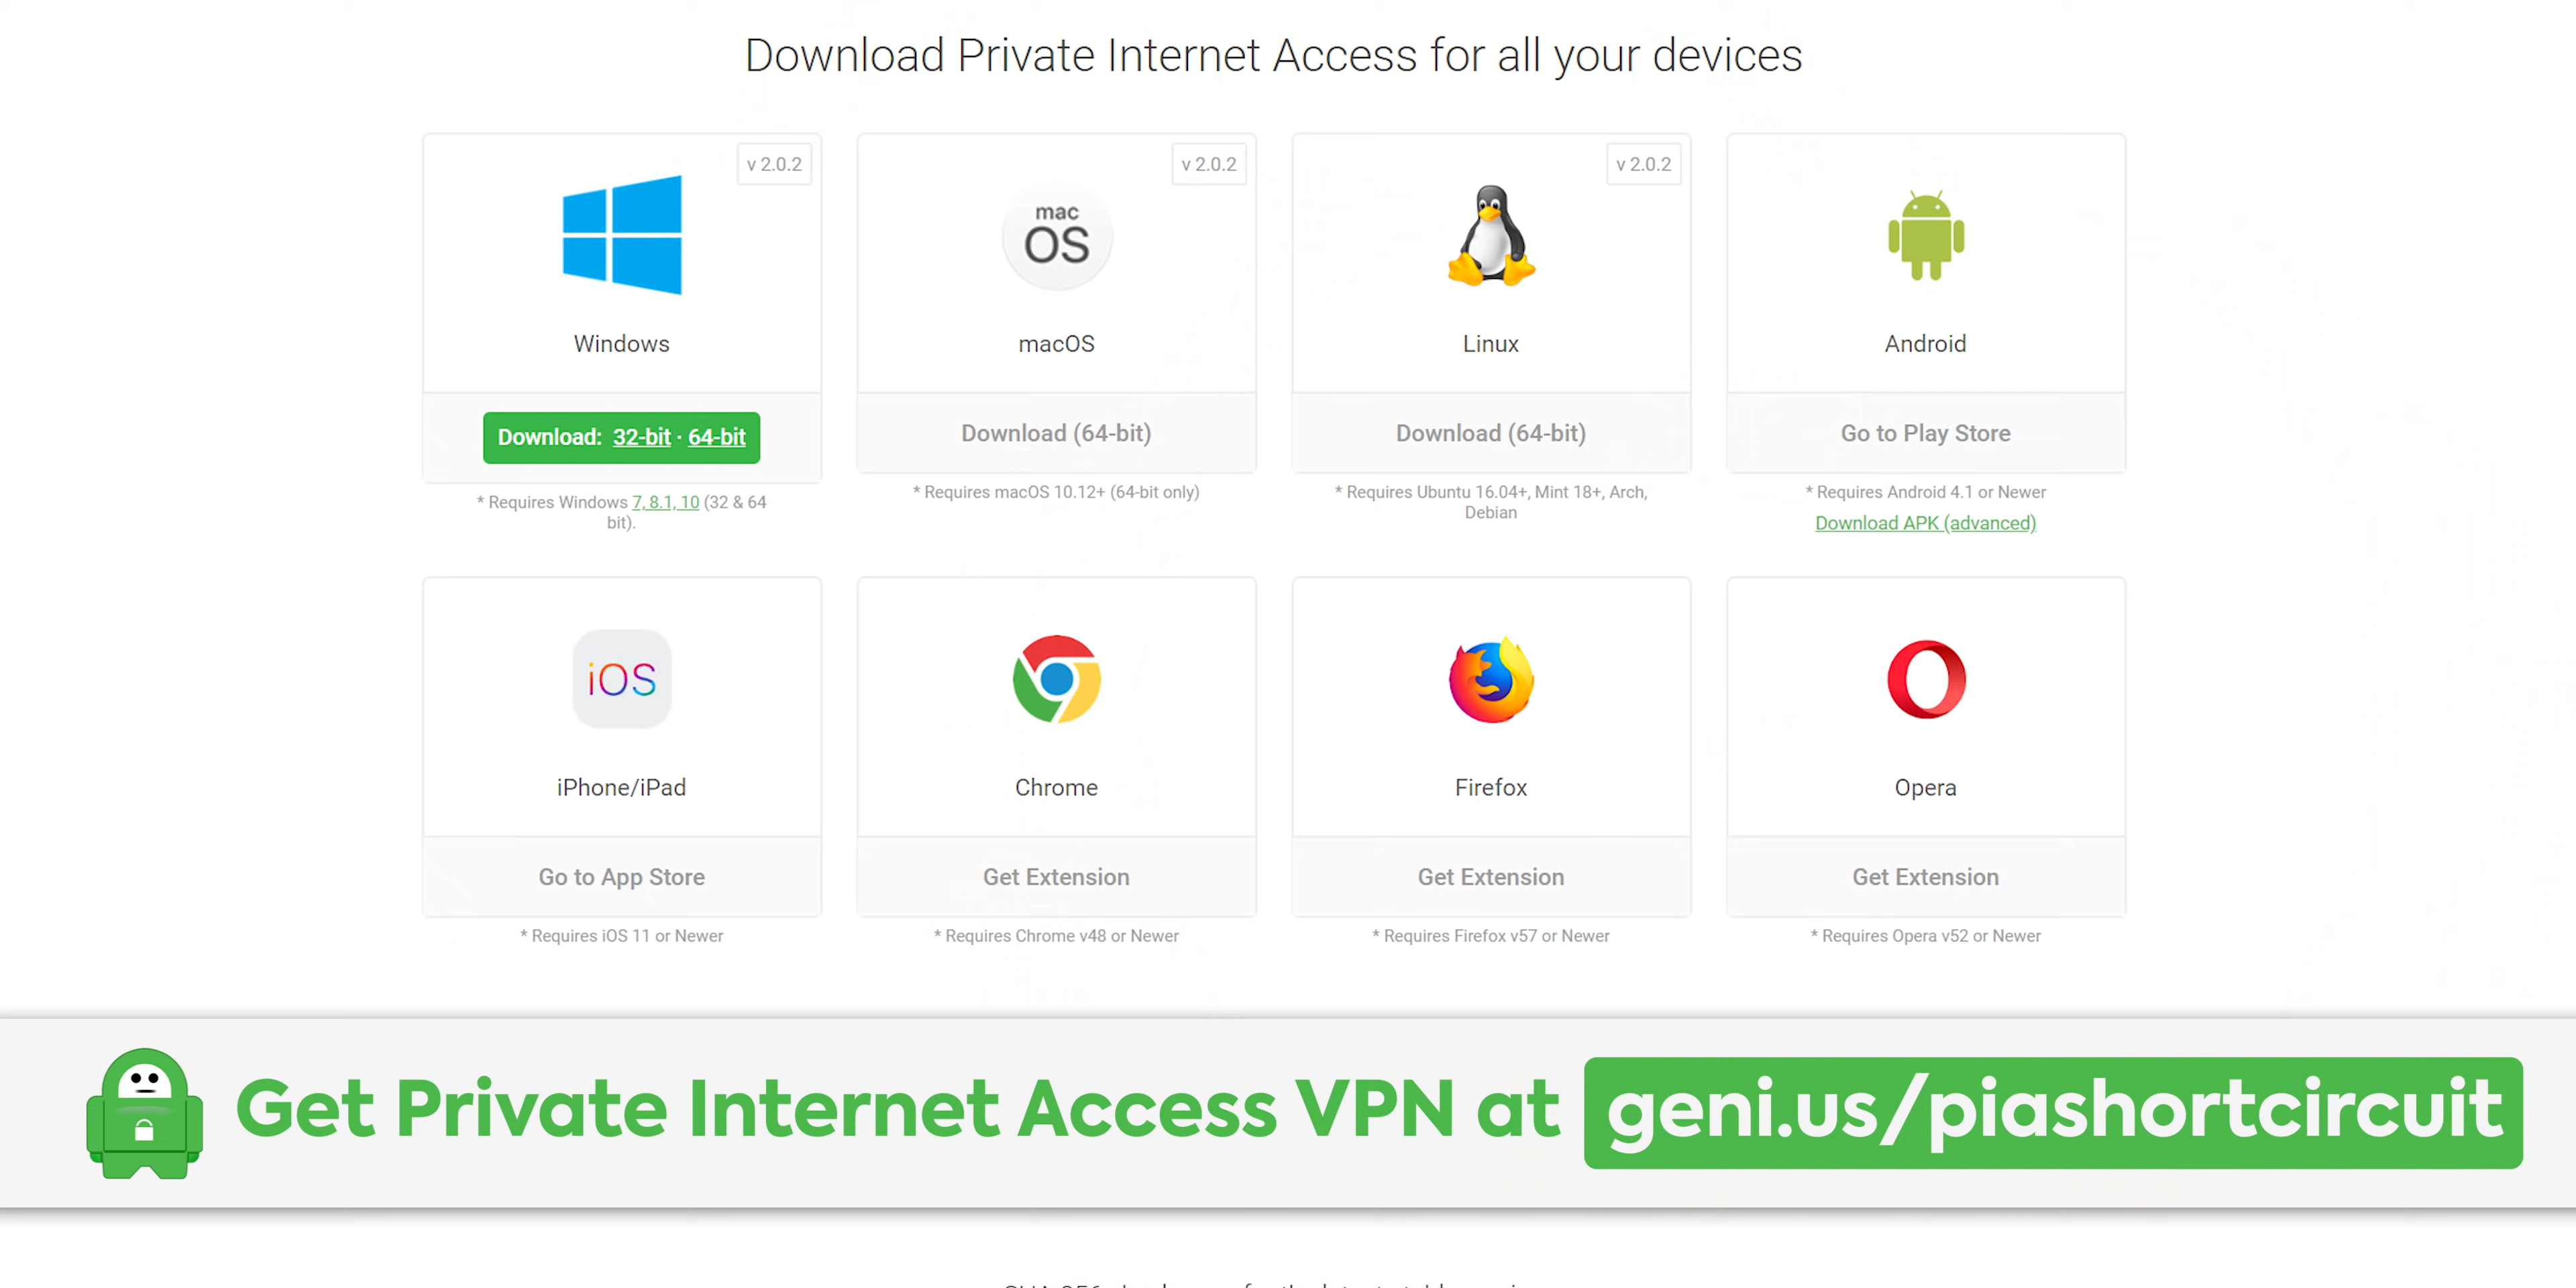 Download Private Internet Access for all your devices
v 2.0.2
mac
OS
Windows
Download: 32-bit · 64-bit
* Requires Windows 7, 8.1, 10 (32 & 64
bit).
v 2.0.2
macOS
Download (64-bit)
* Requires macOS 10.12+ (64-bit only)
v 2.0.2
Linux
Download (64-bit)
* Requires Ubuntu 16.04+, Mint 18+, Arch,
Debian
Android
Go to Play Store
* Requires Android 4.1 or Newer
Download APK (advanced)
iOS
iPhone/iPad
Go to App Store
* Requires iOS 11 or Newer
Chrome
Get Extension
* Requires Chrome v48 or Newer
Firefox
Get Extension
* Requires Firefox v57 or Newer
Opera
Get Extension
* Requires Opera v52 or Newer
Get Private Internet Access VPN at geni.us/piashortcircuit